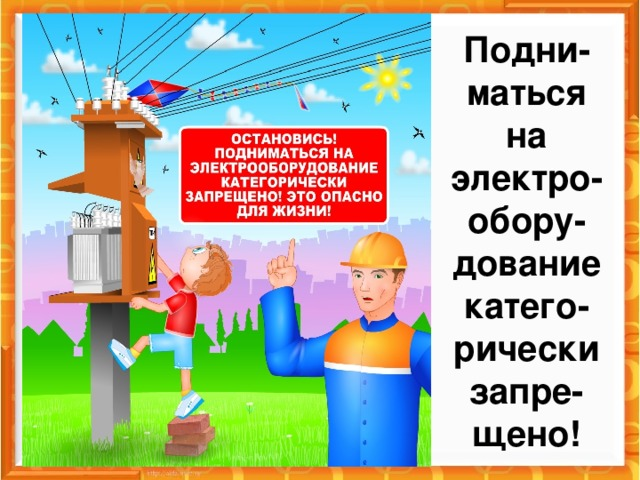 ОСТАНОВИСЬ!
ПОДНИМАТЬСЯ НА
ЭЛЕКТРООБОРУДОВАНИЕ
КАТЕГОРИЧЕСКИ
ЗАПРЕЩЕНО! ЭТО ОПАСНО
ДЛЯ ЖИЗНИ!
Подни-
маться
на
электро-
обору-
дование
катего-
рически
запре-
щено!